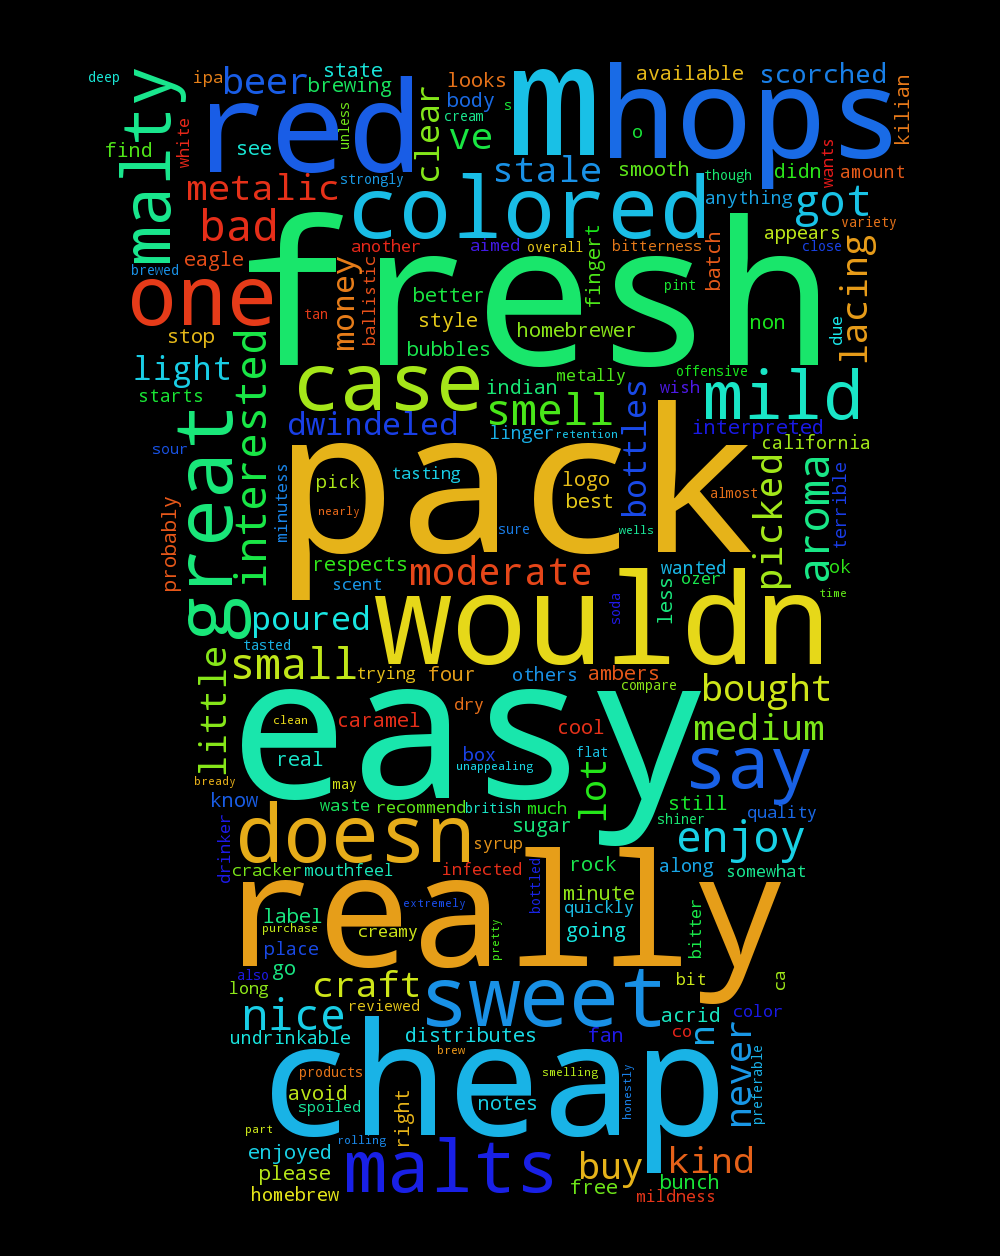 deep
malty
white
find
ipa
beer
state
brewing
red
see
unless
clear
looks
body
cream
s
ve
m
hops
available
scorched
kilian
o
strongly
metalic
bad
stale
smooth
though
didn
wants
amount
colored
anything
got
variety
eagle
brewed
another
aimed
overall
bitterness
appears
close
one
fresh
tan
money
ballistic
better
style
bubbles
fingert
homebrewer
batch
pint
non
due
lacing
stop
light
starts
interested
case
indian
metally
offensive
smell
wish
mild
great
dwindeled
linger
retention
bottles
interpreted
california
sour
minutess
pick
tasting
logo
best
pack
almost
picked
aroma
terrible
probably
nearly
sure
wells
respects
scent
moderate
wanted
ozer
ok
time
poured
wouldn
soda
less
tasted
small
little
trying
four
others
ambers
compare
bought
clean
caramel
dry
cool
medium
easy
real
box
flat
say
unappealing
bready
may
lot
know
waste
recommend
british
much
still
quality
shiner
sugar
doesn
syrup
enjoy
drinker
cracker
mouthfeel
infected
rock
along
somewhat
bottled
minute
extremely
quickly
really
label
purchase
creamy
pretty
going
bitter
place
go
also
long
craft
sweet
bit
ca
nice
reviewed
acrid
color
undrinkable
distributes
fan
co
n
brew
never
preferable
products
smelling
cheap
avoid
spoiled
notes
honestly
right
part
rolling
enjoyed
malts
buy
kind
please
free
bunch
homebrew
mildness